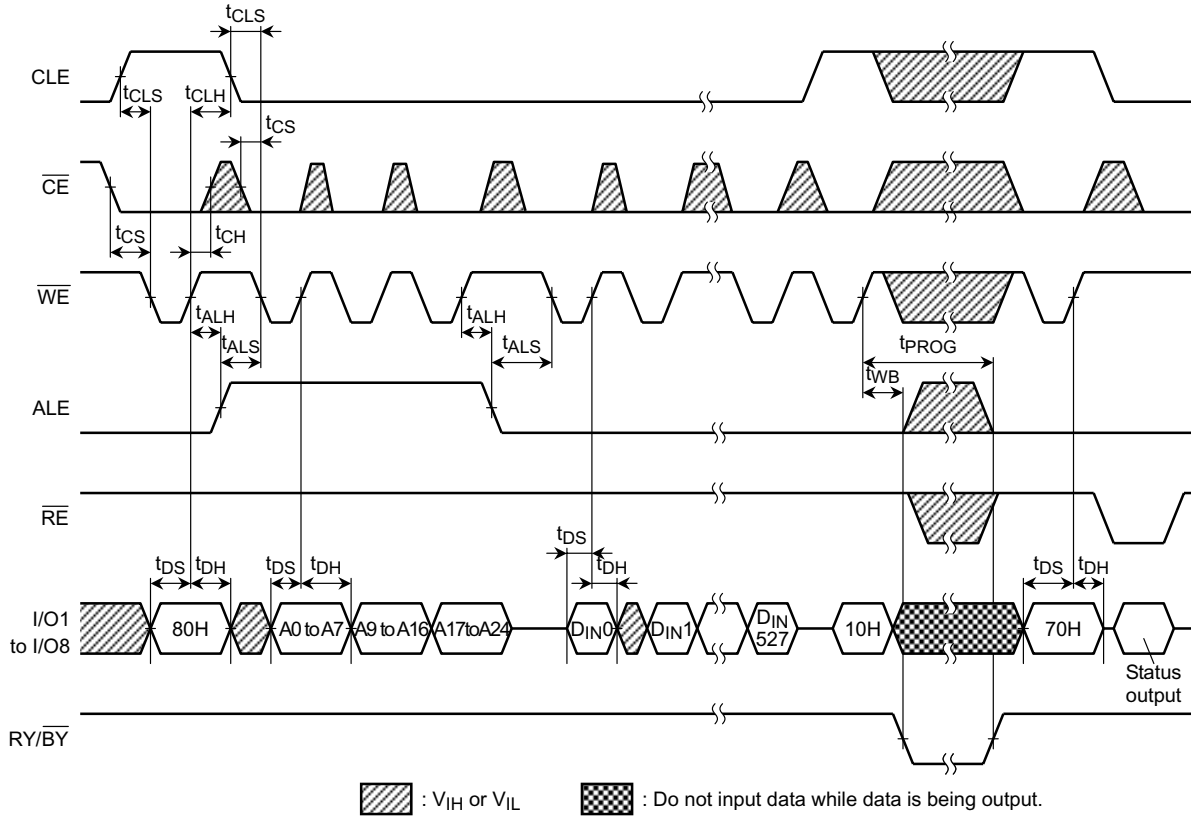 tCLS
CLE
tCLS
tCLH
tCS
CE
tCS
tCH
WE
tALH
tALH
tALS
tALS
tPROG
tWB
ALE
RE
tDS
tDS
tDH
tDS
tDH
tDH
tDS
tDH
I/O1
to I/O8
80H
A0 to A7
A9 to A16
A17 to A24
DIN0
DIN1
DIN
527
10H
70H
Status
output
RY/BY
: VIH or VIL
: Do not input data while data is being output.